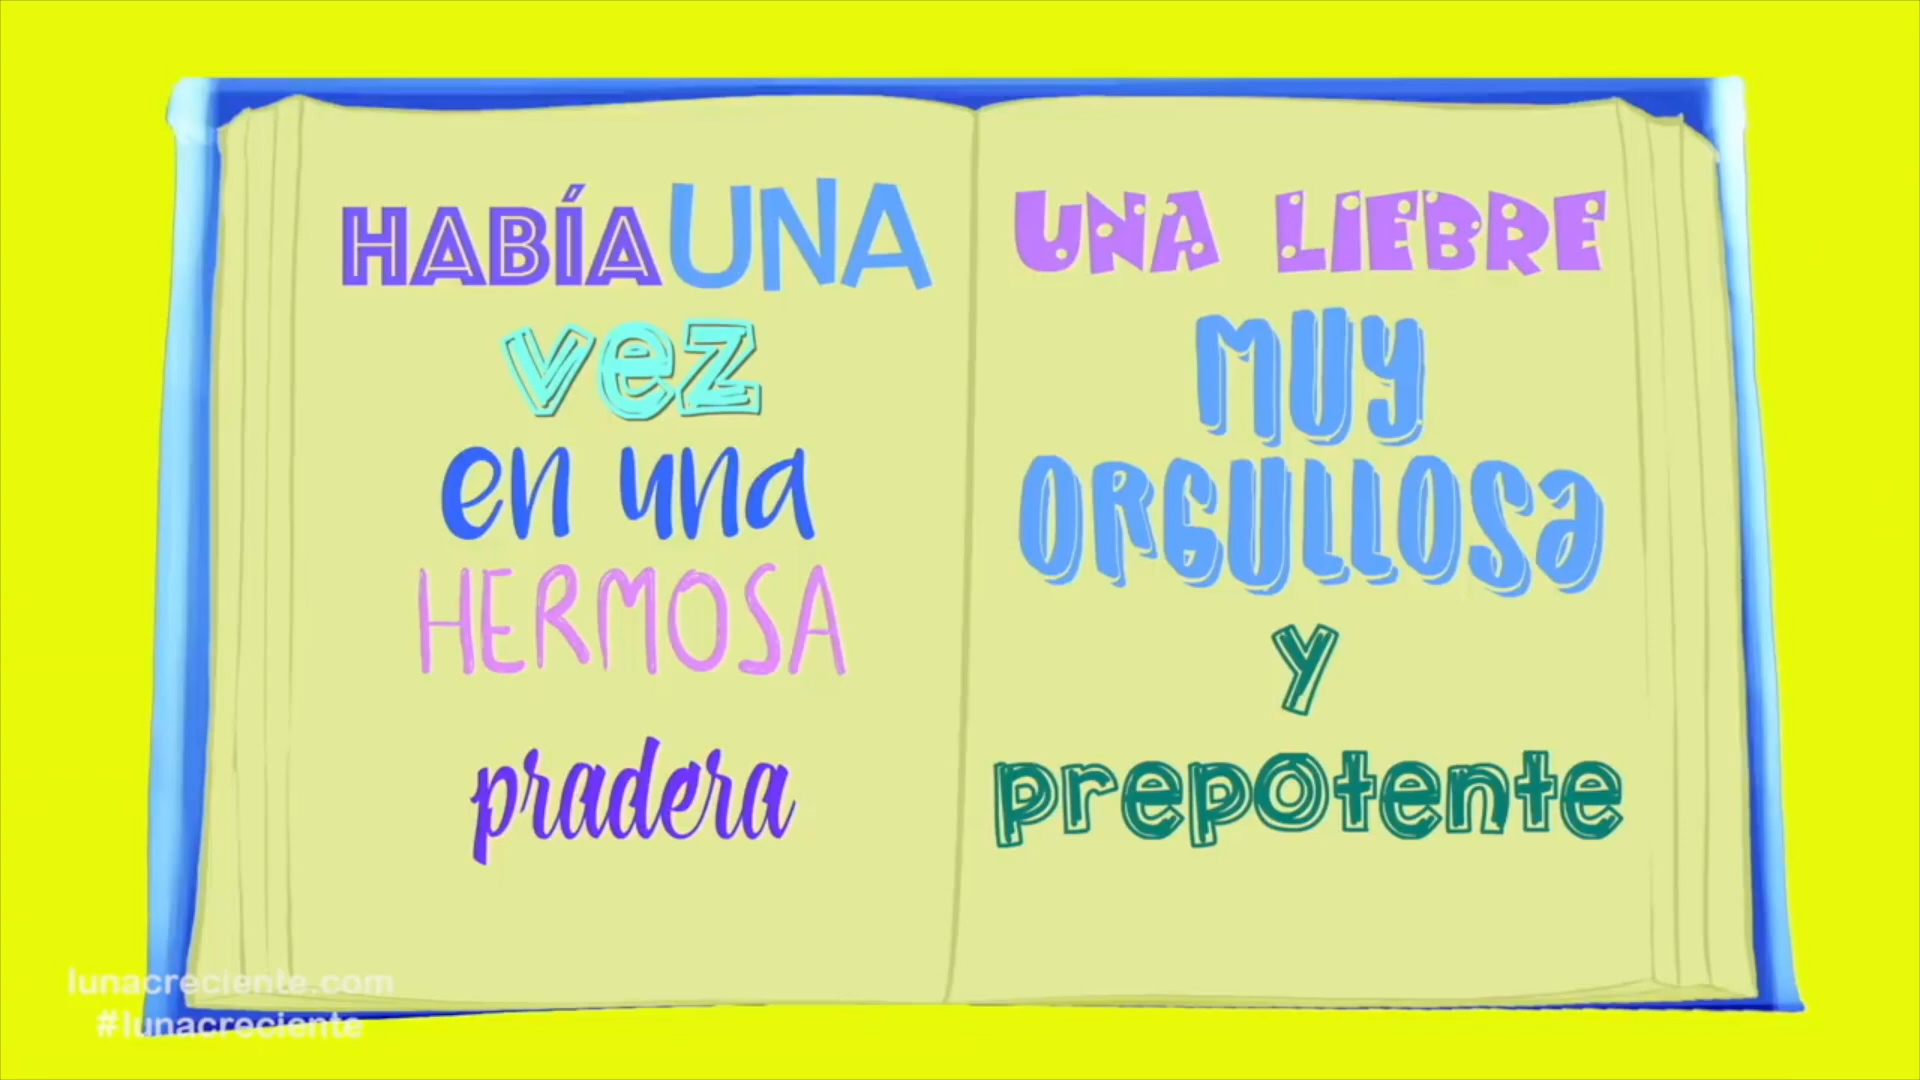 HABÍA UNA
vez
en una
HERMOSA
pradera
UNA LIEBRE
MUY
ORGULLOSa
y
prepotente
lunacreciente.com
#lunacreciente